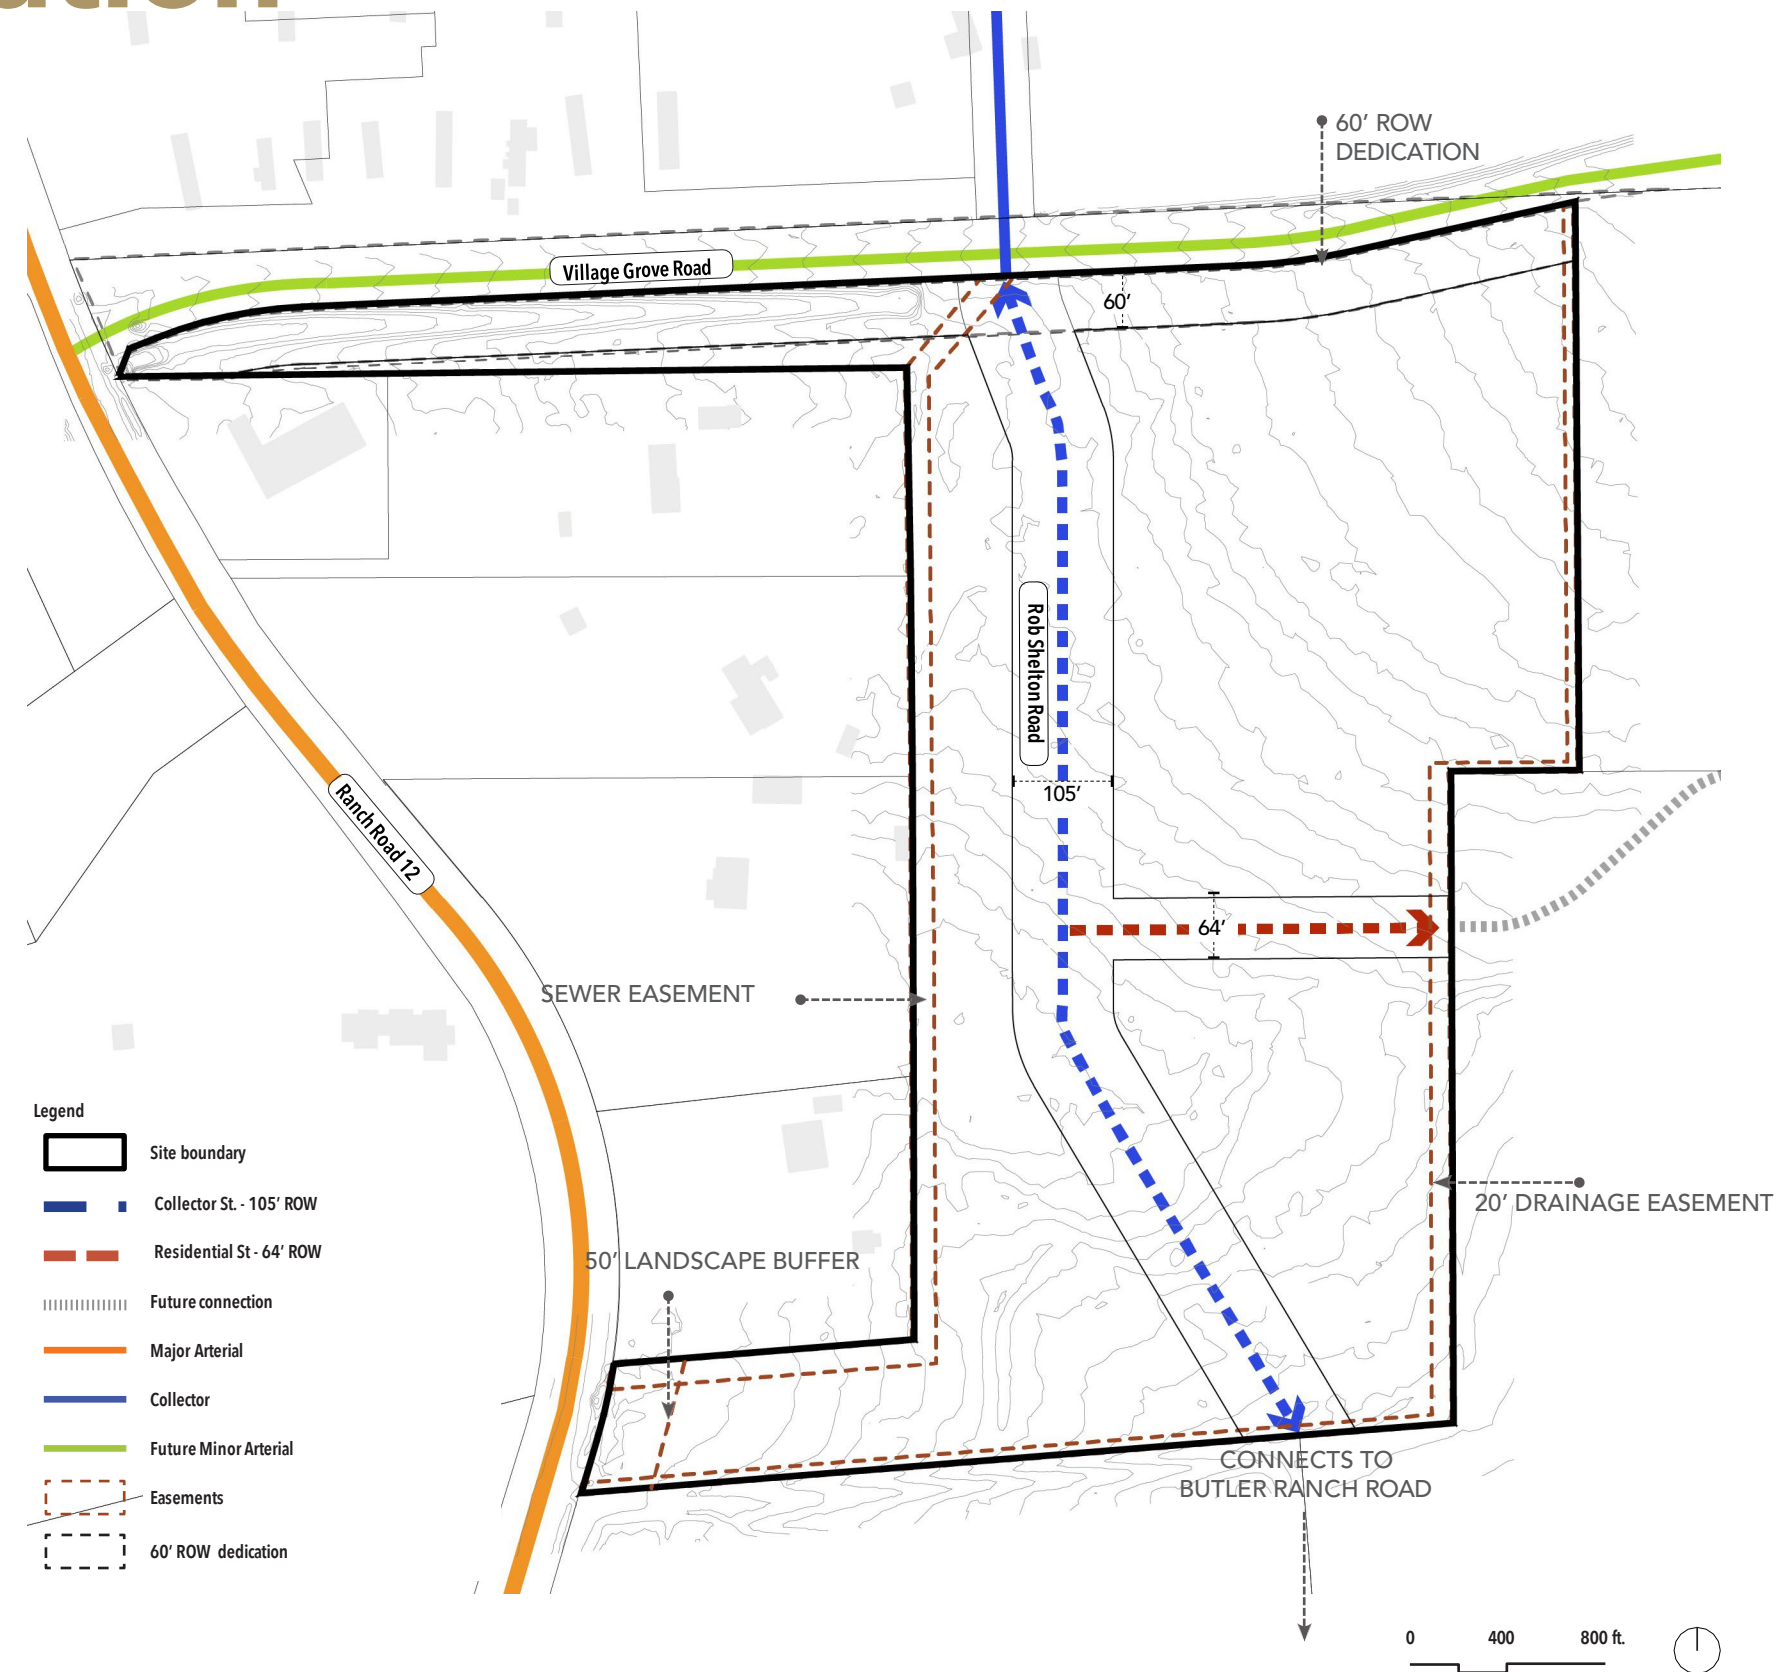 60’ ROW
DEDICATION
Village Grove Road
60’
Rob Shelton Road
105’
Ranch Road 12
64’
SEWER EASEMENT
Legend
Site boundary
Collector St. - 105’ ROW
Residential St - 64’ ROW
Future connection
Major Arterial
Collector
Future Minor Arterial
Easements
60’ ROW dedication
20’ DRAINAGE EASEMENT
50’ LANDSCAPE BUFFER
CONNECTS TO
BUTLER RANCH ROAD
0 400 800 ft.